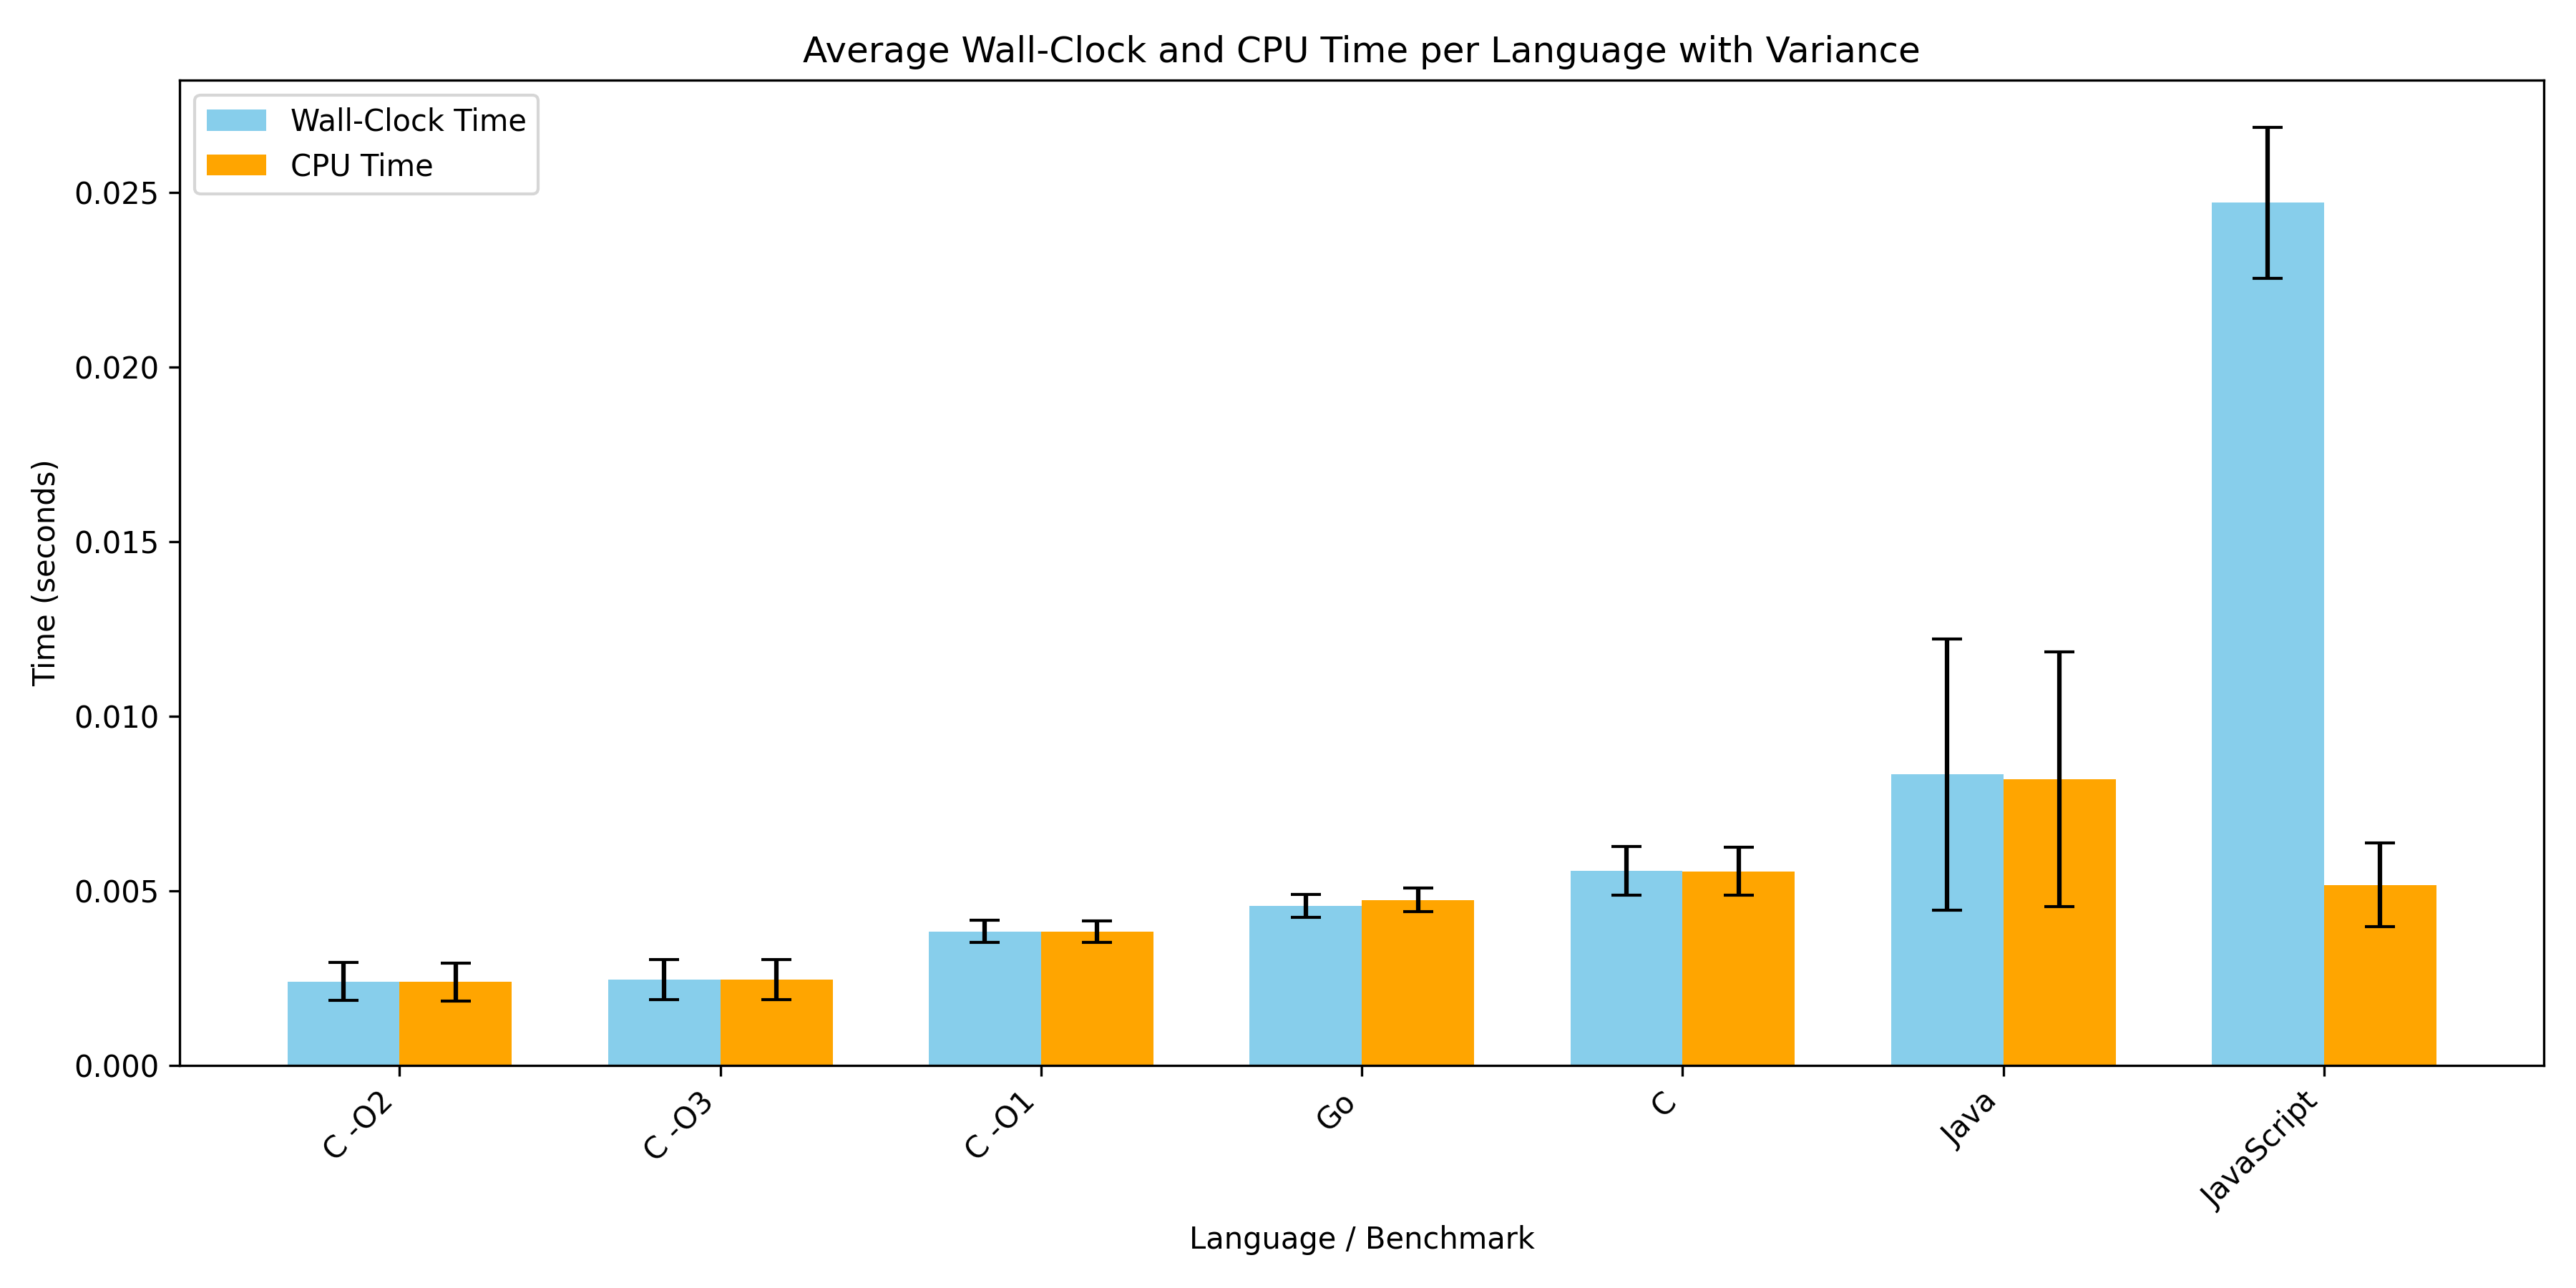 Average Wall-Clock and CPU Time per Language with Variance
Wall-Clock Time
CPU Time
0.025
0.020
0.015
0.010
0.005
0.000
Time (seconds)
C -O2
C -O3
C -O1
Go
C
Java
JavaScript
Language / Benchmark